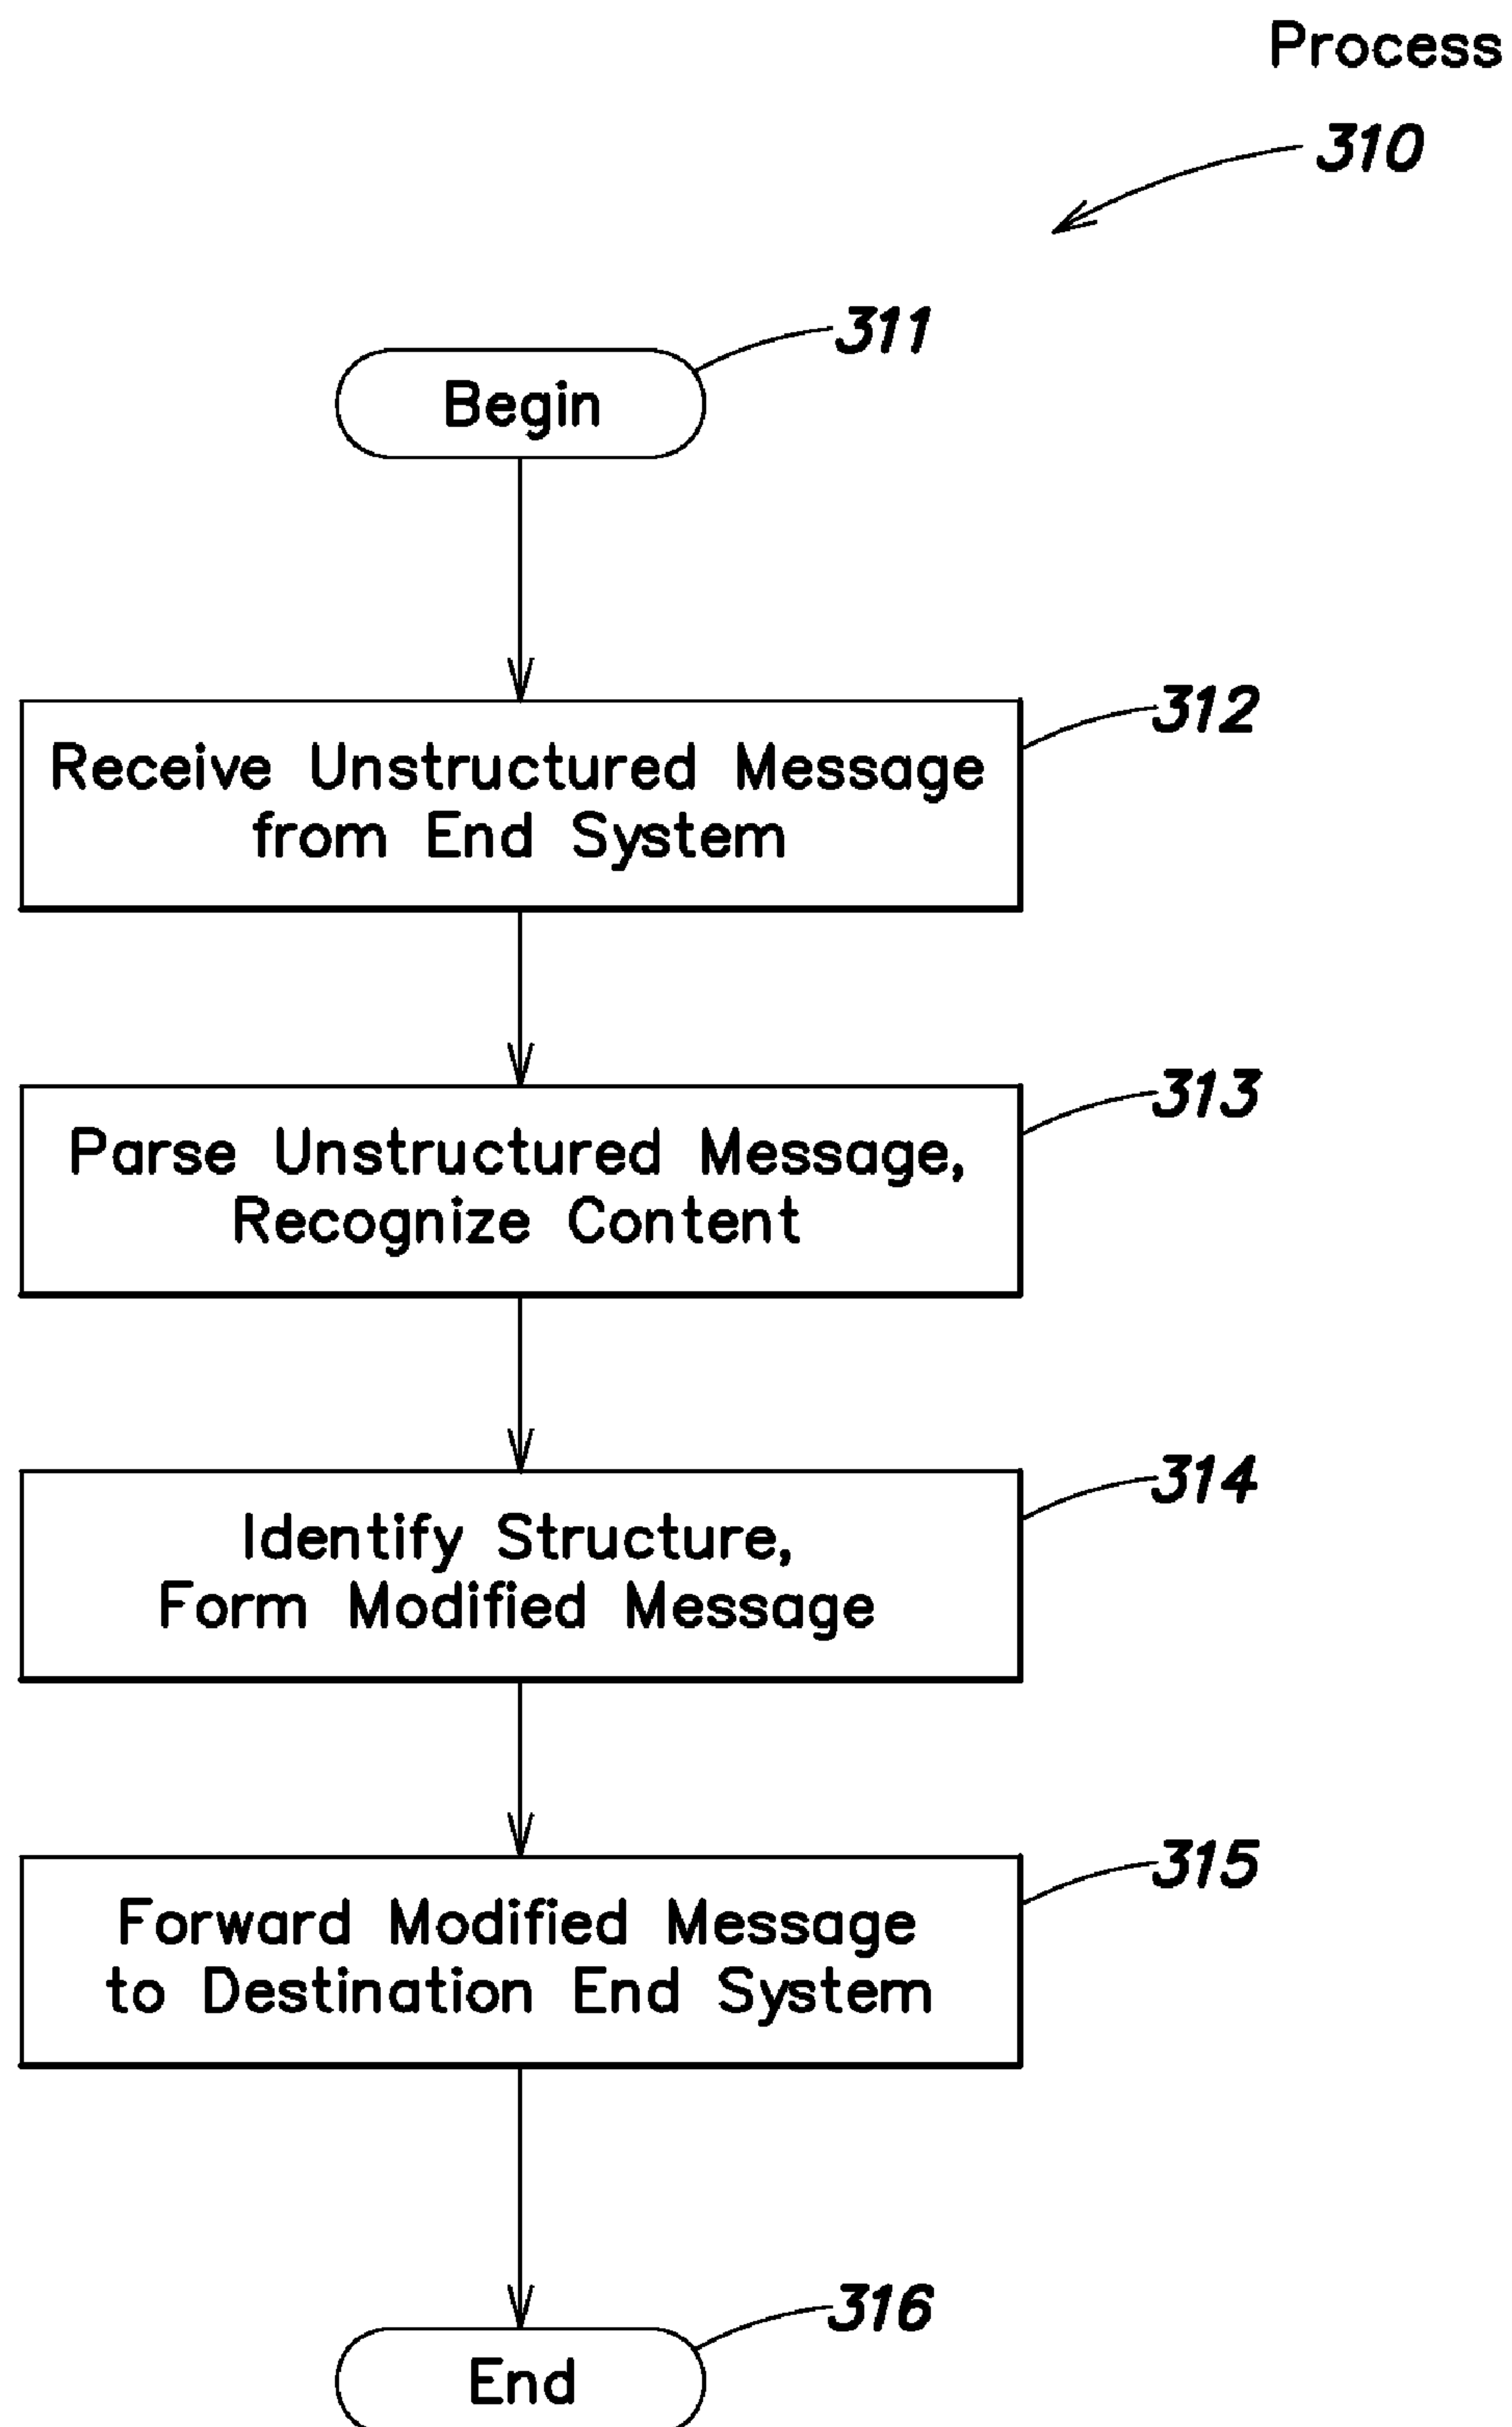 Process
310
311
Begin
312
Receive Unstructured Message
from End System
313
Parse Unstructured Message,
Recognize Content
314
Identify Structure,
Form Modified Message
315
Forward Modified Message
to Destination End System
316
End